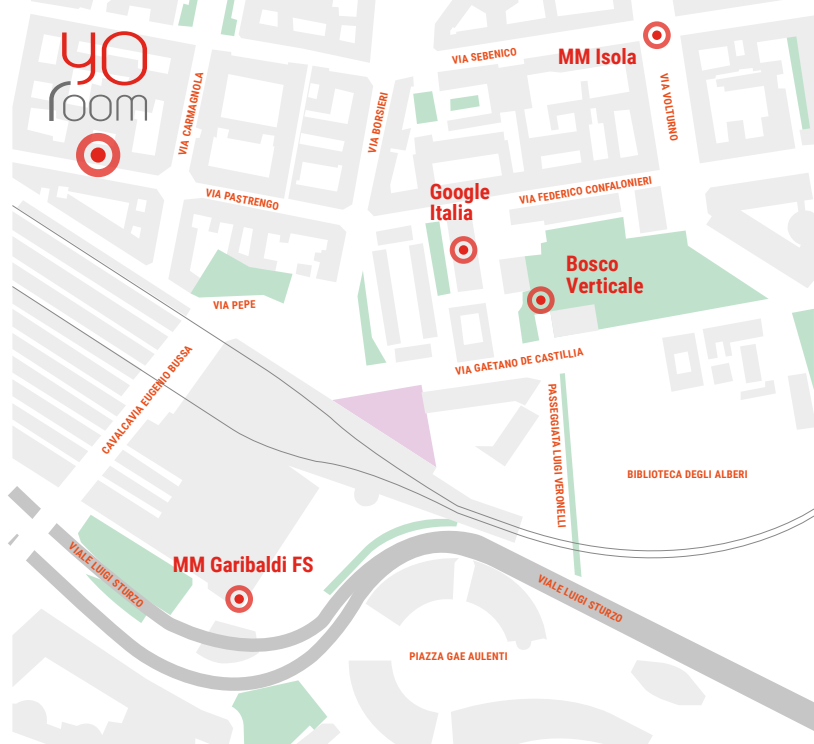 yo
room
VIA SEBENICO
MM Isola
VIA CARMAGNOLA
VIA BORSIERI
VIA VOLTURNO
VIA PASTRENGO
Google
Italia
VIA FEDERICO CONFALONIERI
Bosco
Verticale
VIA PEPE
CAVALCAVIA EUGENIO BUSSA
VIA GAETANO DE CASTILLIA
PASSEGGIATA LUIGI VERONELLI
BIBLIOTECA DEGLI ALBERI
VIALE LUIGI STURZO
MM Garibaldi FS
VIALE LUIGI STURZO
PIAZZA GAE AULENTI